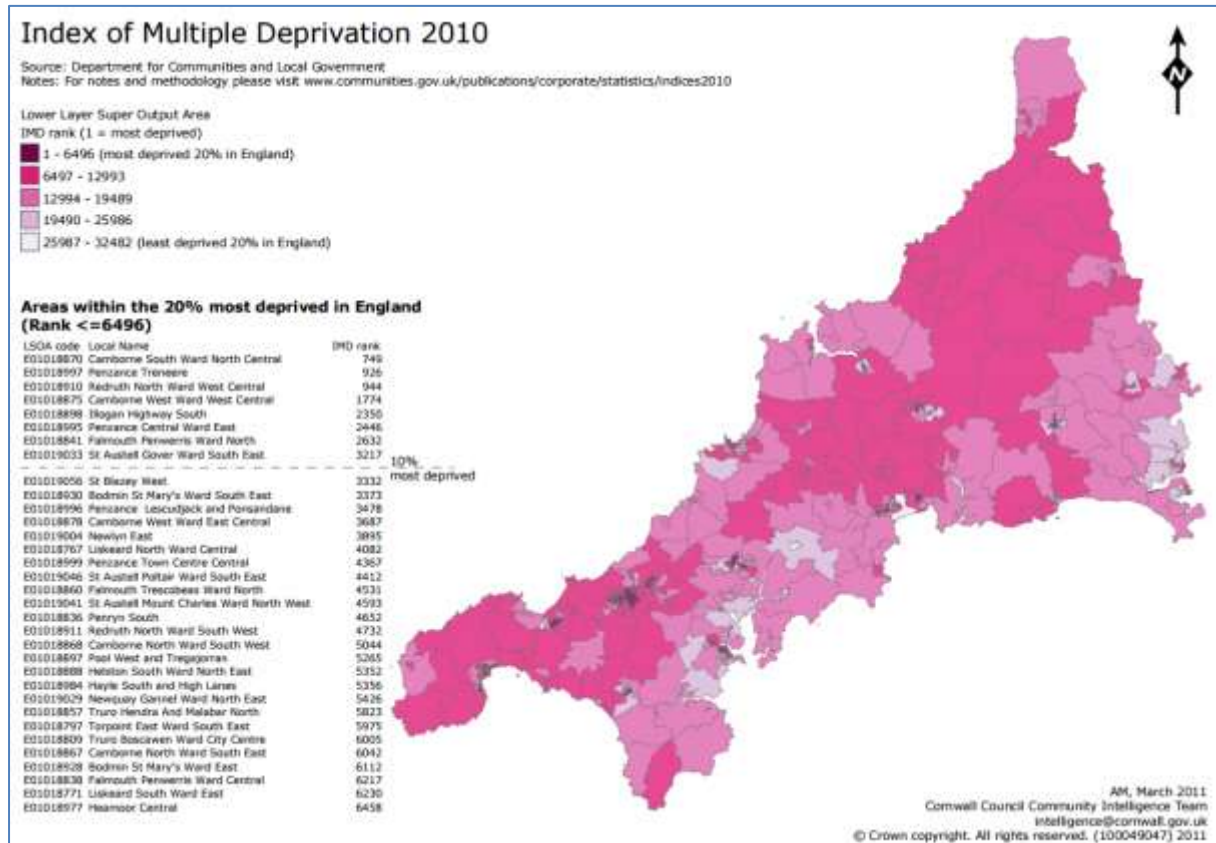 Index of Multiple Deprivation 2010
Source: Department for Communities and Local Government
Notes: For notes and methodology please visit www.communities.gov.uk/publications/corporate/statistics/indices2010
Lower Layer Super Output Area
IMD rank (1 = most deprived)
1 - 6496 (most deprived 20% in England)
6497 - 12993
12994 - 19489
19490 - 25986
25987 - 32482 (least deprived 20% in England)
Areas within the 20% most deprived in England
(Rank <=6496)
LSOA code Local Name IMD rank
E01018870 Camborne South Ward North Central 749
E01018997 Penzance Treneere 926
E01018910 Redruth North Ward West Central 944
E01018875 Camborne West Ward West Central 1774
E01018898 Illogan Highway South 2350
E01018995 Penzance Central Ward East 2446
E01018841 Falmouth Penwerris Ward North 2632
E01019033 St Austell Gover Ward South East 3217
10%
most deprived
E01019056 St Blazey West 3332
E01018930 Bodmin St Mary's Ward South East 3373
E01018996 Penzance Lescudjack and Ponsandane 3478
E01018878 Camborne West Ward East Central 3687
E01019004 Newlyn East 3895
E01018767 Liskeard North Ward Central 4082
E01018999 Penzance Town Centre Central 4367
E01019046 St Austell Poltair Ward South East 4412
E01018860 Falmouth Trescobeas Ward North 4531
E01019041 St Austell Mount Charles Ward North West 4593
E01018836 Penryn South 4652
E01018911 Redruth North Ward South West 4732
E01018868 Camborne North Ward South West 5044
E01018897 Pool West and Tregajorran 5265
E01018888 Helston South Ward North East 5352
E01018984 Hayle South and High Lanes 5356
E01019029 Newquay Gannel Ward North East 5426
E01018857 Truro Hendra And Malabar North 5823
E01018797 Torpoint East Ward South East 5975
E01018809 Truro Boscawen Ward City Centre 6005
E01018867 Camborne North Ward South East 6042
E01018928 Bodmin St Mary's Ward East 6112
E01018838 Falmouth Penwerris Ward Central 6217
E01018771 Liskeard South Ward East 6230
E01018977 Heamoor Central 6458
N
AM, March 2011
Cornwall Council Community Intelligence Team
intelligence@cornwall.gov.uk
© Crown copyright. All rights reserved. (100049047) 2011